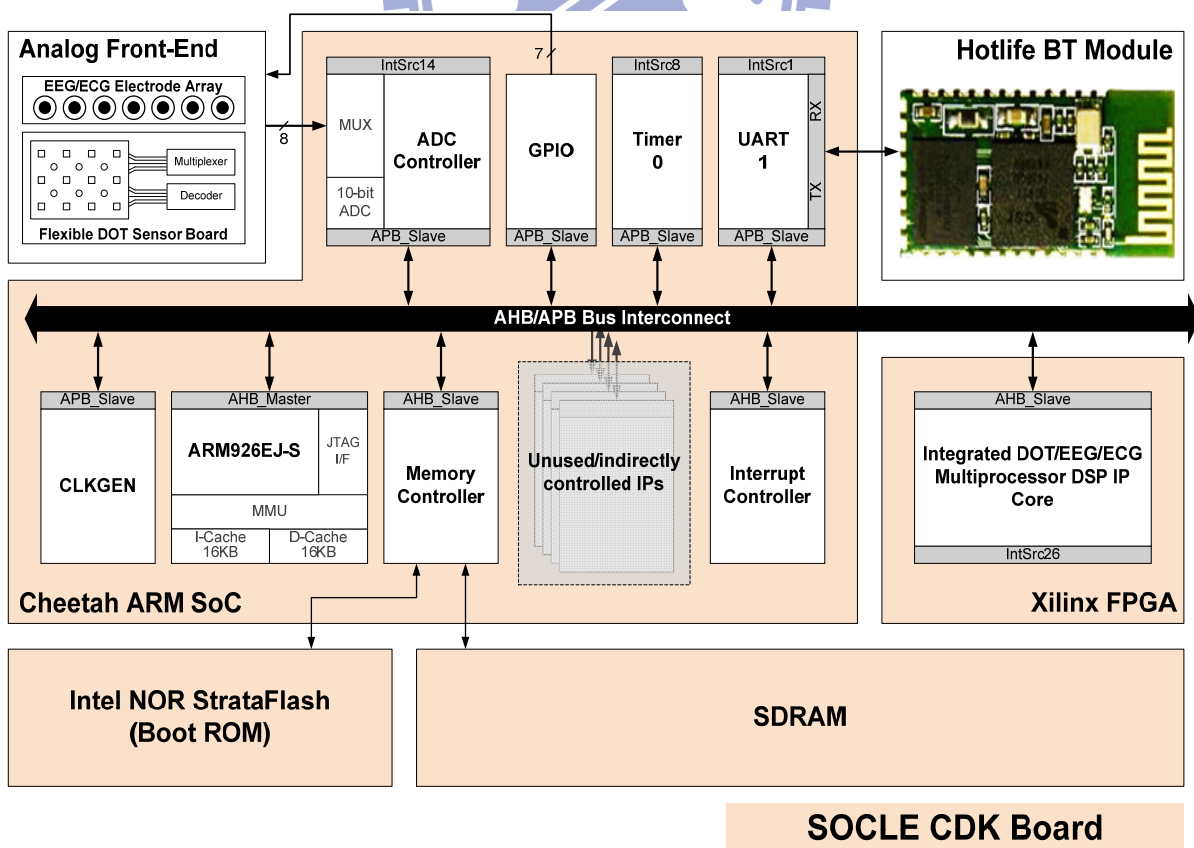 Analog Front-End
EEG/ECG Electrode Array
Multiplexer
Decoder
Flexible DOT Sensor Board
7
8
IntSrc14
MUX
ADC
Controller
10-bit
ADC
APB_Slave
GPIO
APB_Slave
IntSrc8
Timer
0
APB_Slave
IntSrc1
UART
1
RX
TX
APB_Slave
Hotlife BT Module
AHB/APB Bus Interconnect
APB_Slave
CLKGEN
AHB_Master
ARM926EJ-S
JTAG
I/F
MMU
I-Cache
16KB
D-Cache
16KB
AHB_Slave
Memory
Controller
Unused/indirectly
controlled IPs
AHB_Slave
Interrupt
Controller
AHB_Slave
Integrated DOT/EEG/ECG
Multiprocessor DSP IP
Core
IntSrc26
Cheetah ARM SoC
Xilinx FPGA
Intel NOR StrataFlash
(Boot ROM)
SDRAM
SOCLE CDK Board